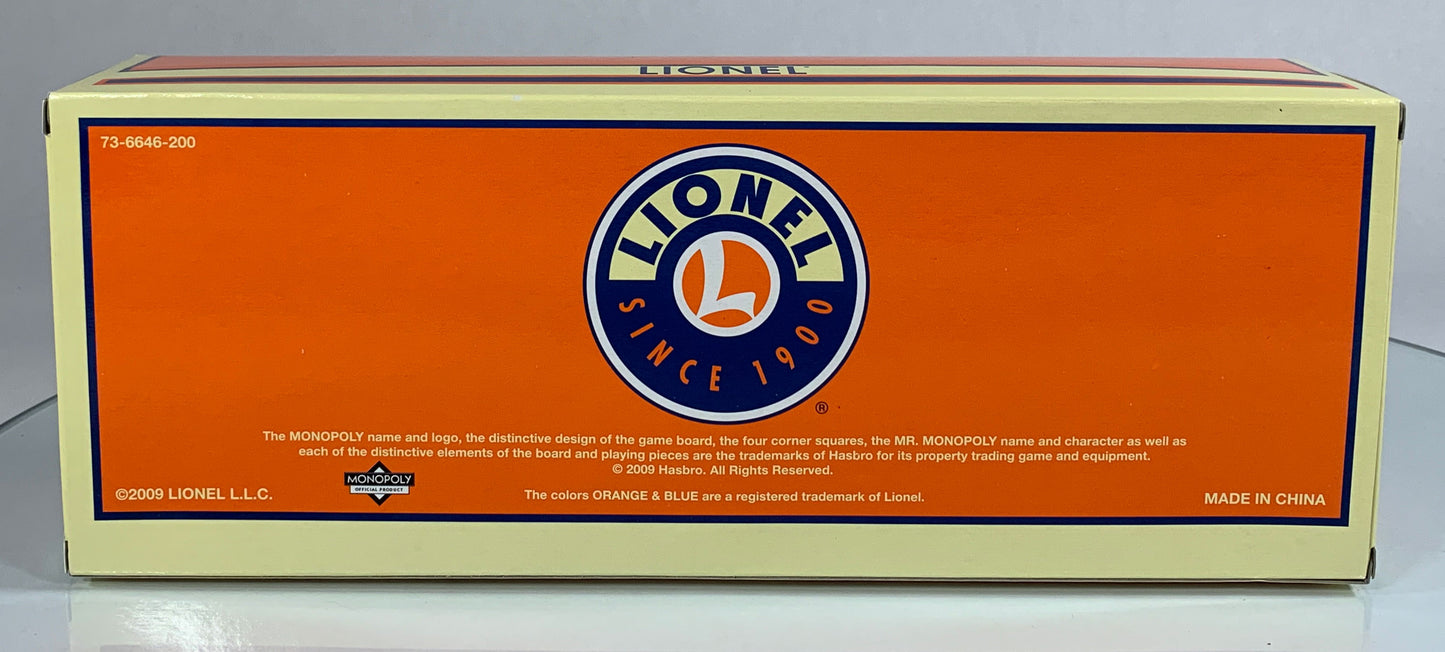 LIONEL
73-6646-200
LIONEL
L
SINCE 1900
®
The MONOPOLY name and logo, the distinctive design of the game board, the four corner squares, the MR. MONOPOLY name and character as well as
each of the distinctive elements of the board and playing pieces are the trademarks of Hasbro for its property trading game and equipment.
© 2009 Hasbro. All Rights Reserved.
MONOPOLY
OFFICIAL PRODUCT
©2009 LIONEL L.L.C.
The colors ORANGE & BLUE are a registered trademark of Lionel.
MADE IN CHINA